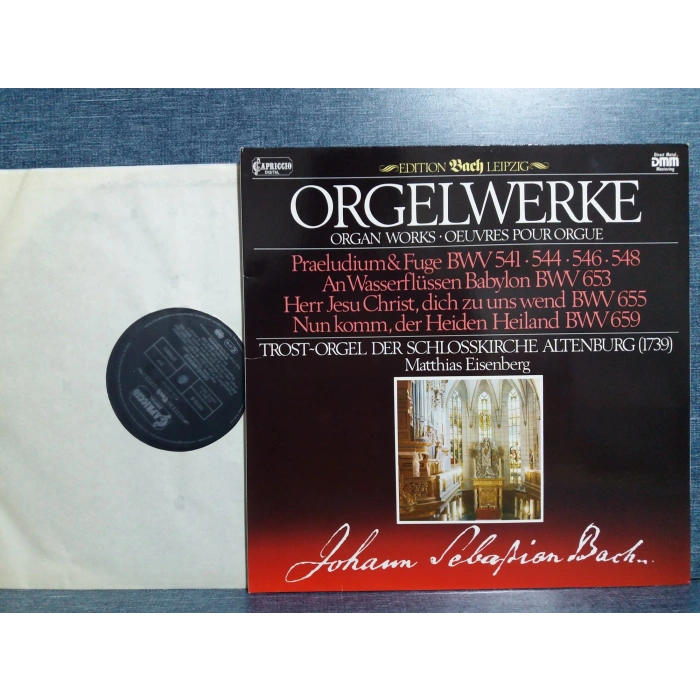 CAPRICCIO
DIGITAL
EDITION Bach LEIPZIG
Direct Metal
DMM
Mastering
ORGELWERKE
ORGAN WORKS · OEUVRES POUR ORGUE
Praeludium & Fuge BWV 541 · 544 · 546 · 548
An Wasserflüssen Babylon BWV 653
Herr Jesu Christ, dich zu uns wend BWV 655
Nun komm, der Heiden Heiland BWV 659
TROST-ORGEL DER SCHLOSSKIRCHE ALTENBURG (1739)
Matthias Eisenberg
Johann Sebaſtian Bach
CAPRICCIO